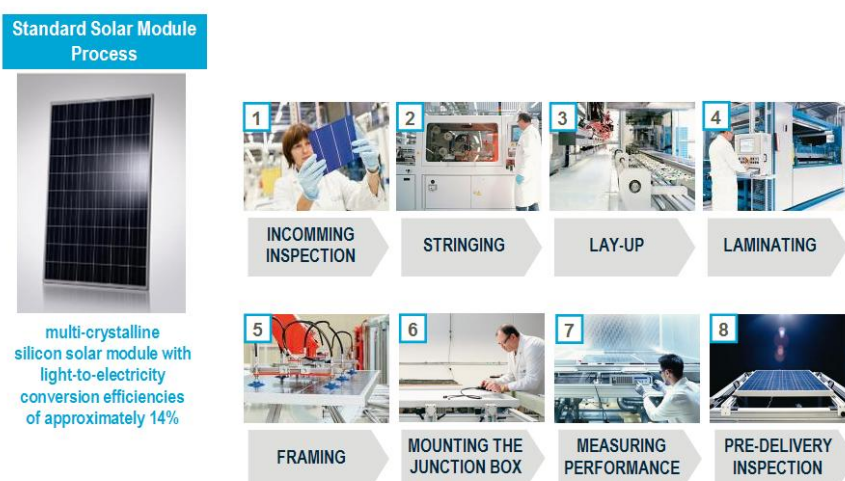 Standard Solar Module
Process
multi-crystalline
silicon solar module with
light-to-electricity
conversion efficiencies
of approximately 14%
1
INCOMMING
INSPECTION
2
STRINGING
3
LAY-UP
4
LAMINATING
5
FRAMING
6
MOUNTING THE
JUNCTION BOX
7
MEASURING
PERFORMANCE
8
PRE-DELIVERY
INSPECTION